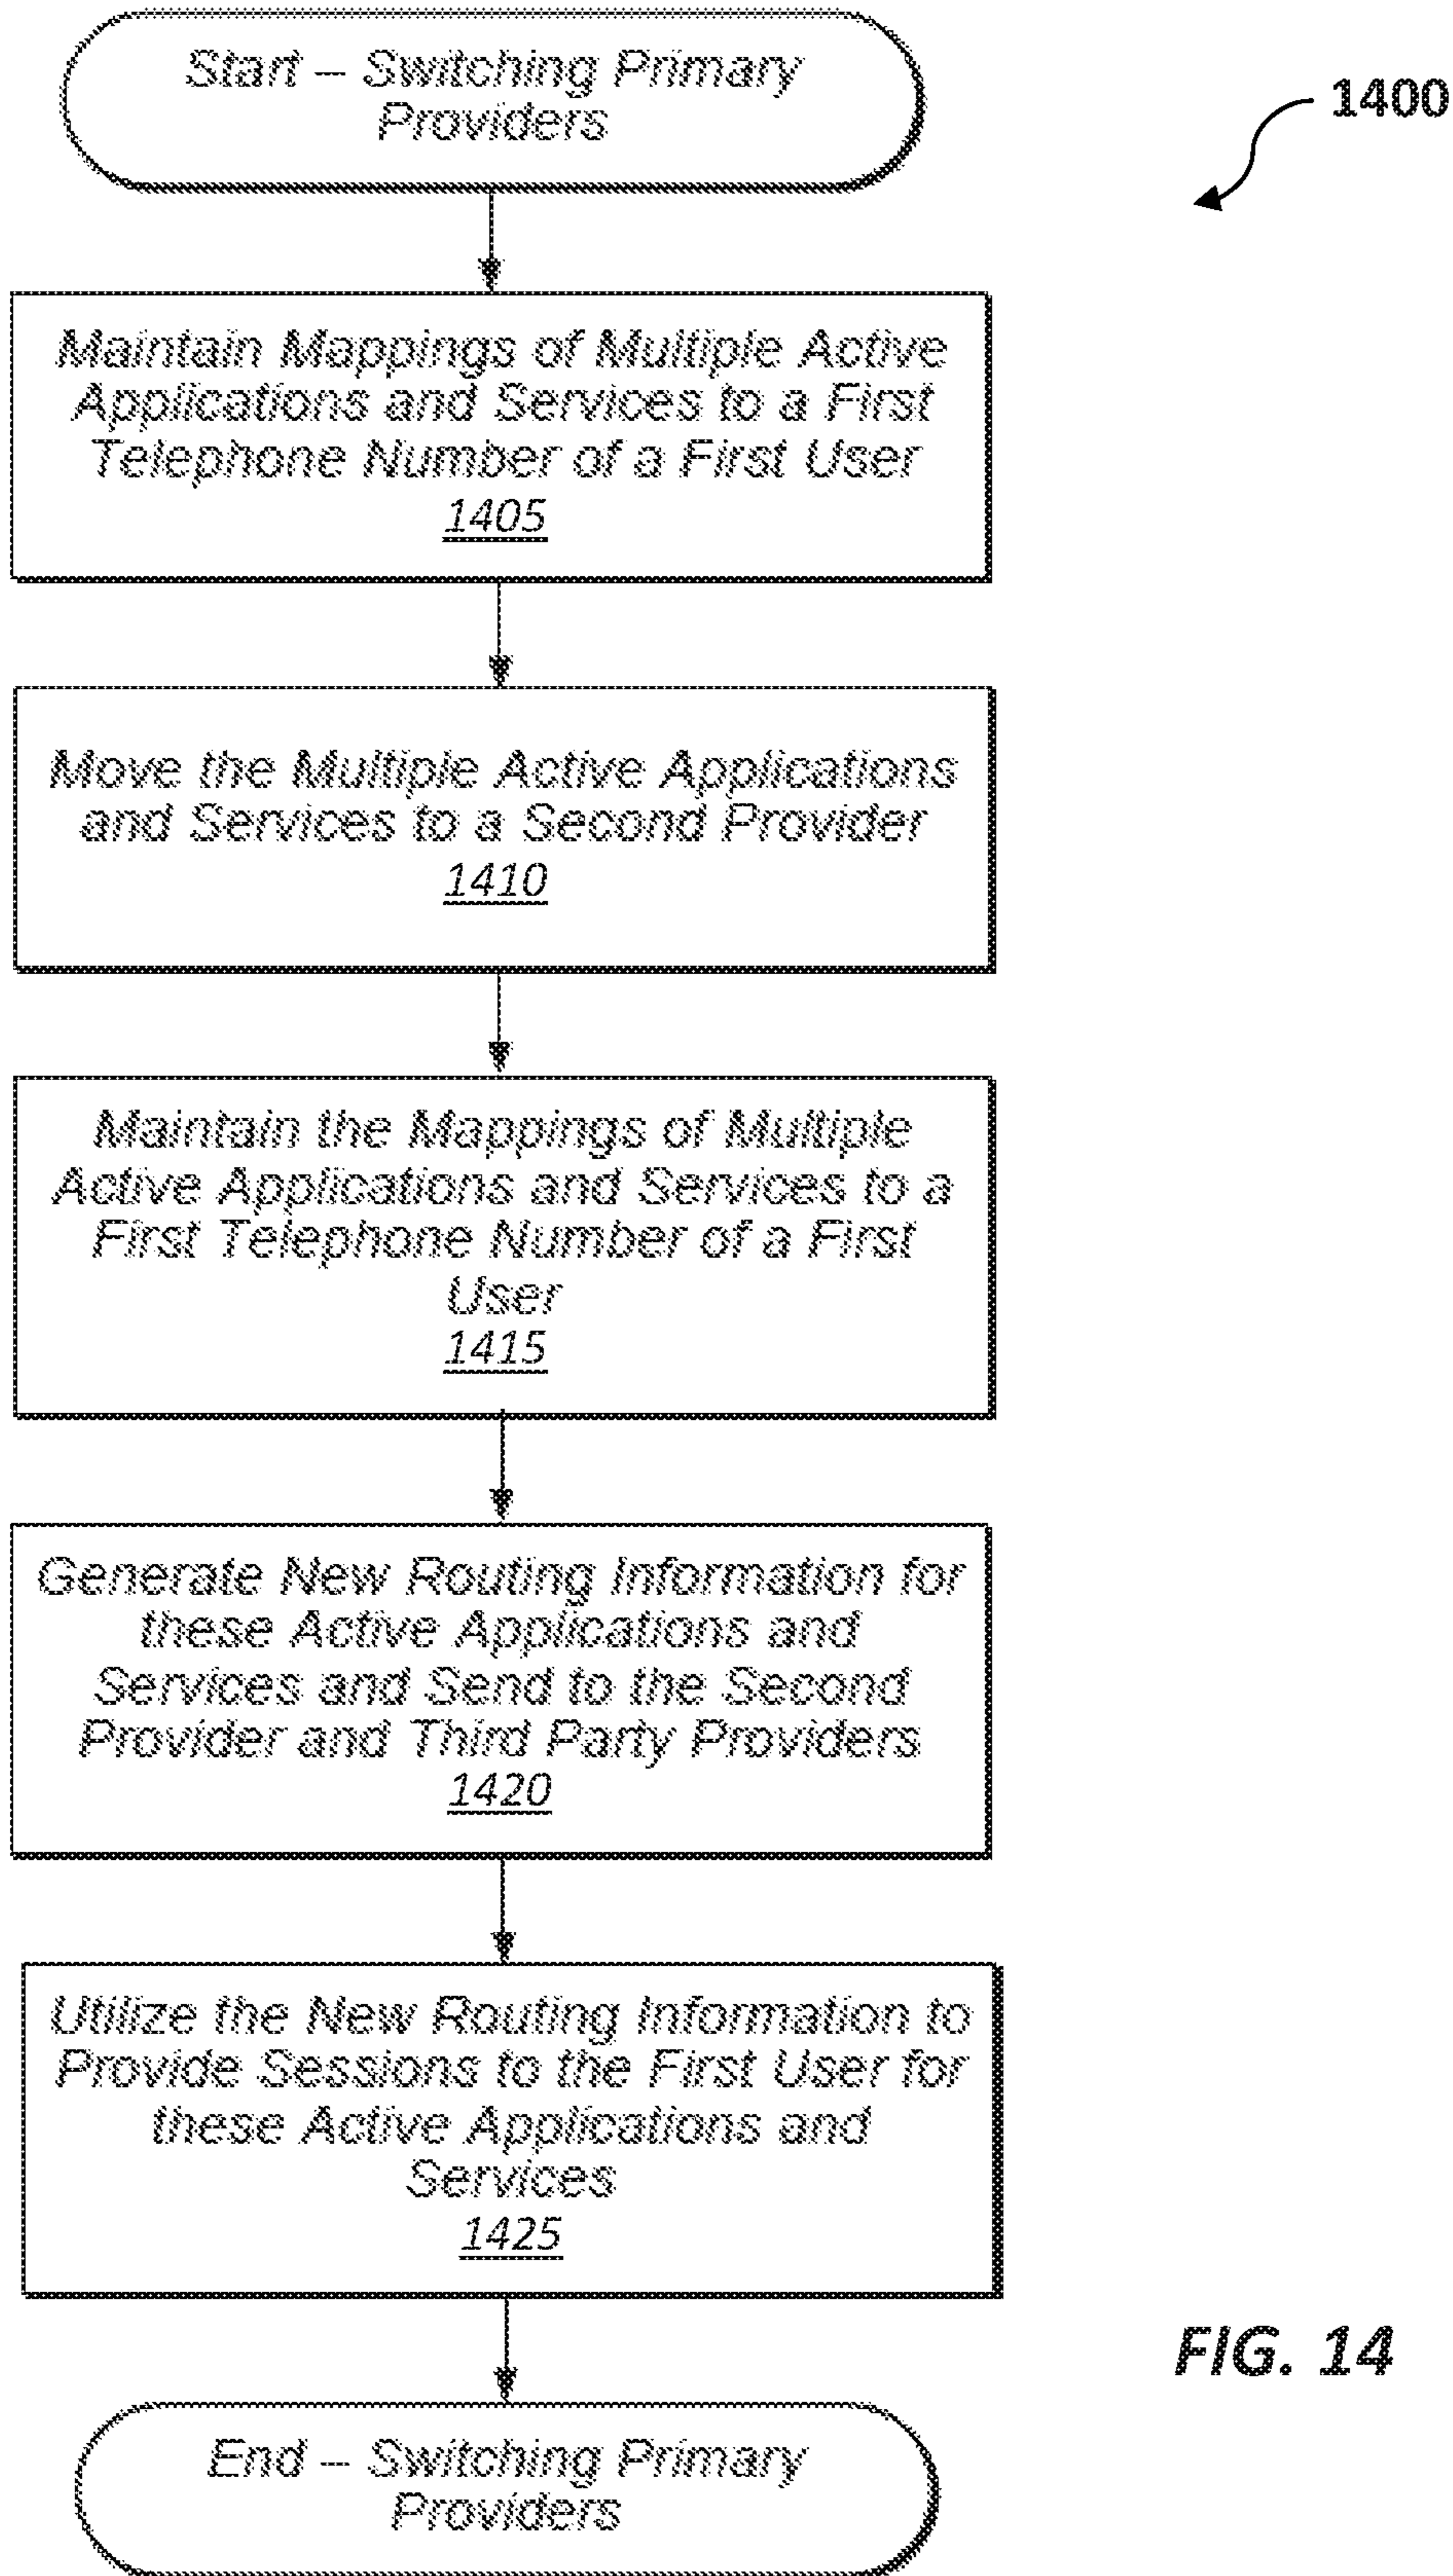 Start – Switching Primary
Providers
1400
Maintain Mappings of Multiple Active
Applications and Services to a First
Telephone Number of a First User
1405
Move the Multiple Active Applications
and Services to a Second Provider
1410
Maintain the Mappings of Multiple
Active Applications and Services to a
First Telephone Number of a First
User
1415
Generate New Routing Information for
these Active Applications and
Services and Send to the Second
Provider and Third Party Providers
1420
Utilize the New Routing Information to
Provide Sessions to the First User for
these Active Applications and
Services
1425
FIG. 14
End – Switching Primary
Providers